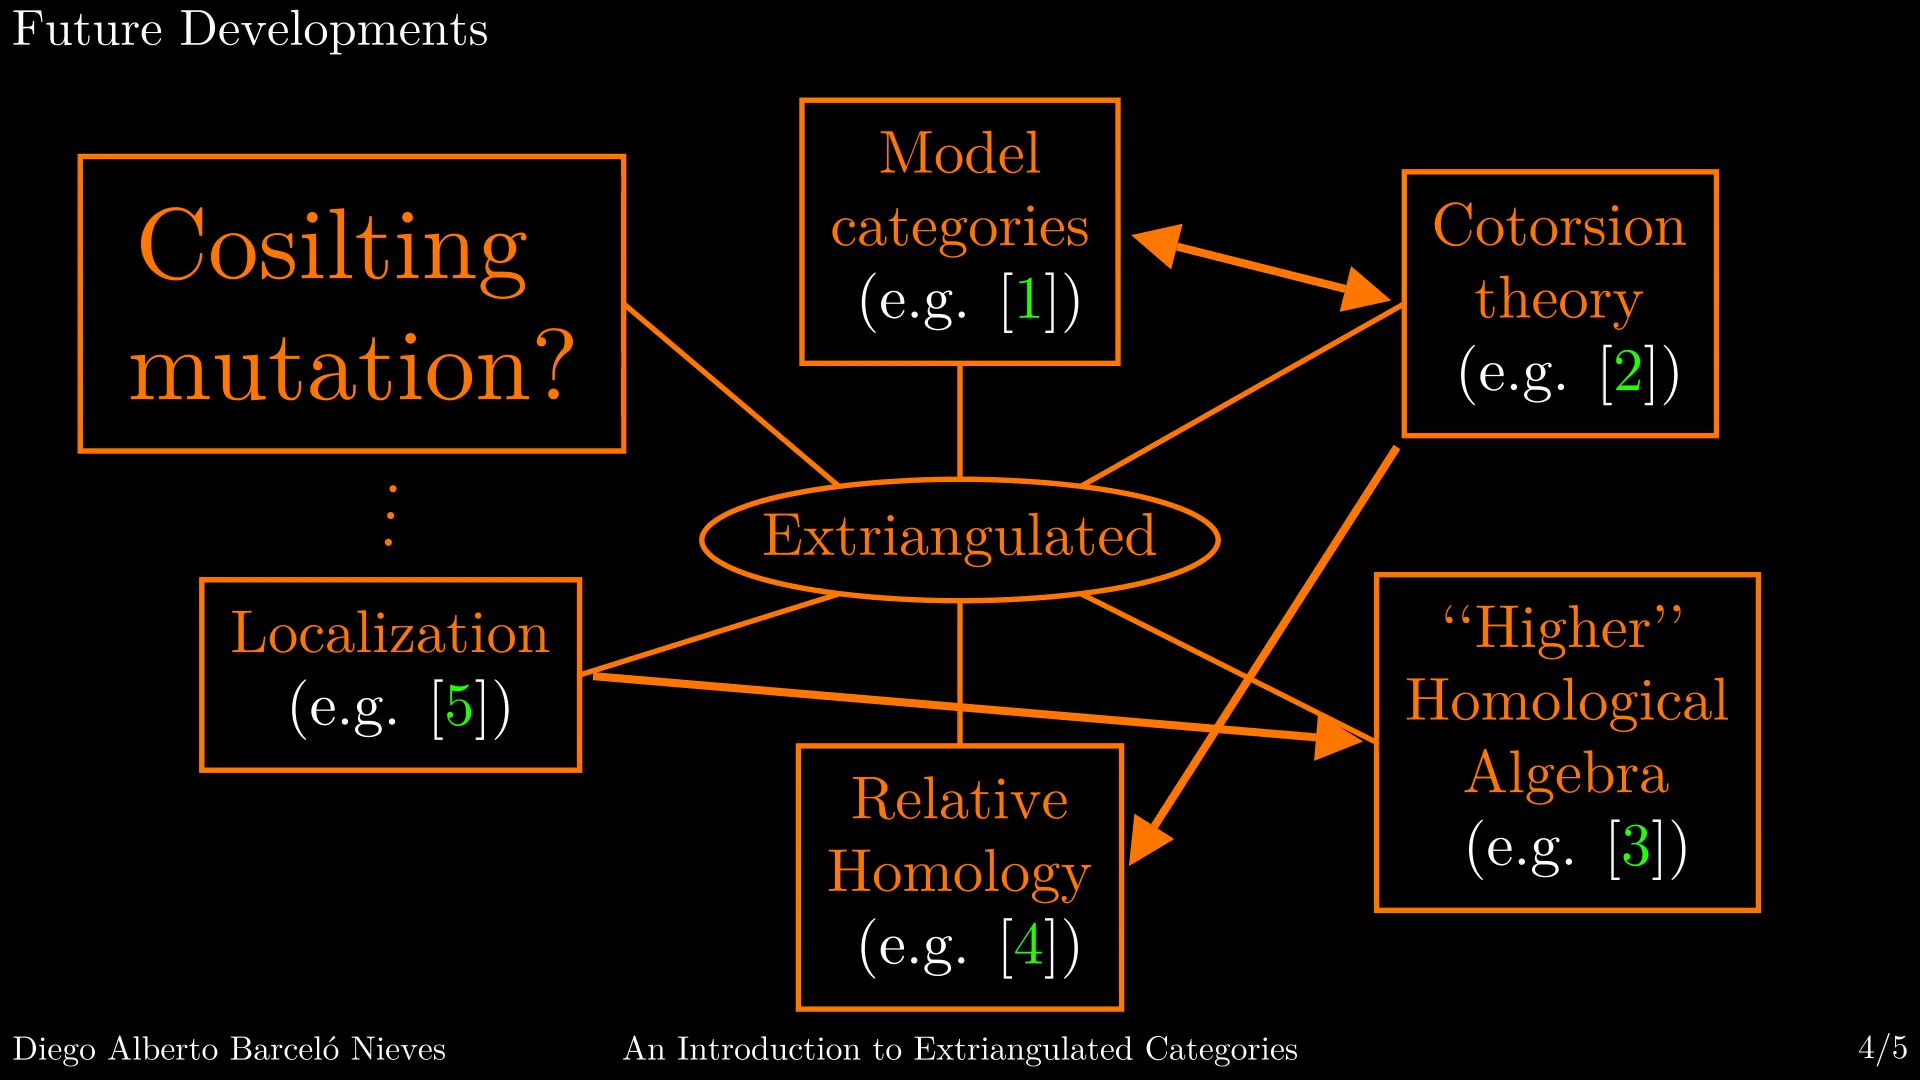 Future Developments
Cosilting
mutation?
Model
categories
(e.g. [1])
Cotorsion
theory
(e.g. [2])
Extriangulated
Localization
(e.g. [5])
Relative
Homology
(e.g. [4])
“Higher”
Homological
Algebra
(e.g. [3])
Diego Alberto Barceló Nieves
An Introduction to Extriangulated Categories
4/5